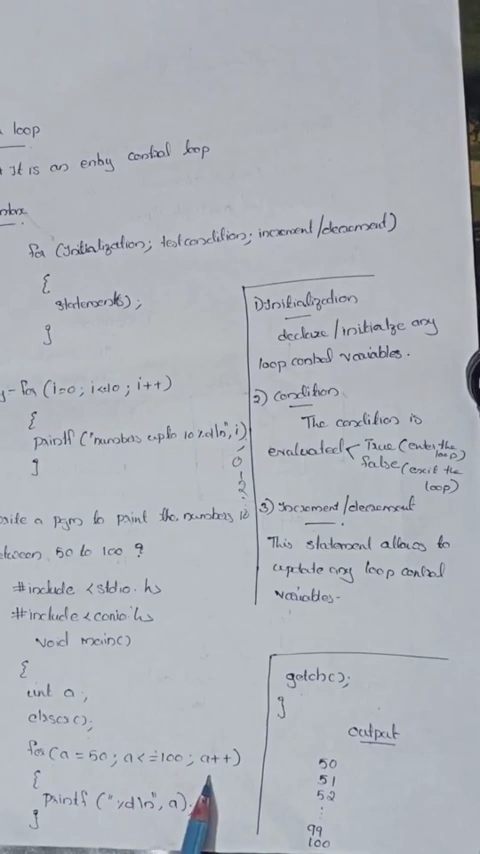 loop
It is an entry control loop
for (Initialization; test condition; increment/decrement)
{
statements);
}
for (i=0; i<=10; i++)
{
printf ("numbers upto 10 %d\n", i)
}
0
1
2
write a pgm to print the numbers
between 50 to 100 ?
#include <stdio.h>
#include <conio.h>
void main()
{
int a;
clrscr();
for (a = 50; a<=100; a++)
{
printf ("%d\n", a).
}
1) Initialization
declare/initialize any
loop control variables.
2) condition
The condition is
evaluated < True (enter the
loop)
false (exit the
loop)
3) Increment/decrement
This statement allows to
update any loop control
variables-
getch();
}
output
50
51
52
:
99
100